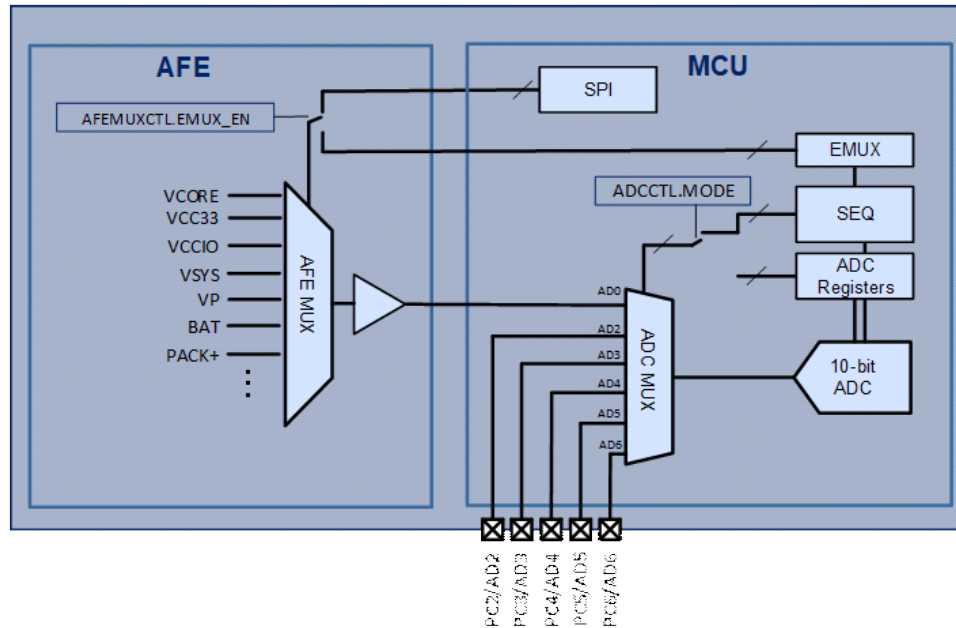 AFE
MCU
SPI
AFEMUXCTL.EMUX_EN
EMUX
ADCCTL.MODE
SEQ
VCORE
VCC33
VCCIO
VSYS
VP
BAT
PACK+
AFE MUX
ADC
Registers
AD0
AD2
AD3
AD4
AD5
AD6
ADC MUX
10-bit
ADC
PC2/AD2
PC3/AD3
PC4/AD4
PC5/AD5
PC6/AD6